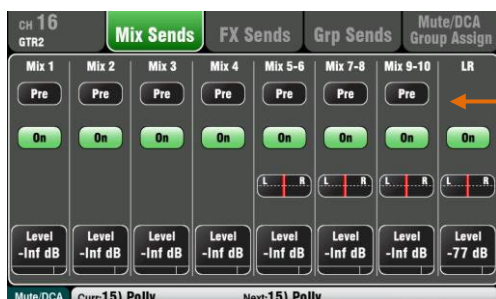 CH 16
GTR2
Mix Sends FX Sends Grp Sends Mute/DCA
Group Assign
Mix 1 Mix 2 Mix 3 Mix 4 Mix 5-6 Mix 7-8 Mix 9-10 LR
Pre Pre Pre Pre Pre Pre Pre
On On On On On On On On
L R L R L R L R
Level Level Level Level Level Level Level Level
-Inf dB -Inf dB -Inf dB -Inf dB -Inf dB -Inf dB -Inf dB -77 dB
Mute/DCA Curr:15) Polly Next:15) Polly